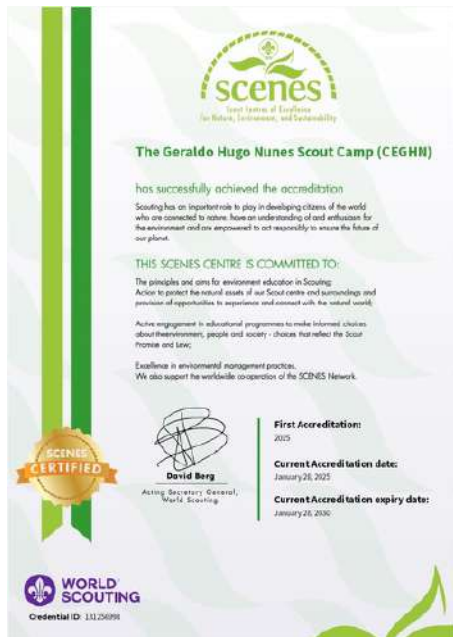 scenes
Scout Centres of Excellence
for Nature, Environment, and Sustainability
The Geraldo Hugo Nunes Scout Camp (CEGHN)
has successfully achieved the accreditation
Scouting has an important role to play in developing citizens of the world
who are connected to nature, have an understanding of and enthusiasm for
the environment and are empowered to act responsibly to ensure the future of
our planet.
THIS SCENES CENTRE IS COMMITTED TO:
The principles and aims for environment education in Scouting;
Action to protect the natural assets of our Scout centre and surroundings and
provision of opportunities to experience and connect with the natural world;
Active engagement in educational programmes to make informed choices
about theenvironment, people and society - choices that reflect the Scout
Promise and Law;
Excellence in environmental management practices.
We also support the worldwide co-operation of the SCENES Network.
SCENES
CERTIFIED
David Berg
Acting Secretary General,
World Scouting
First Accreditation:
2025
Current Accreditation date:
January 28, 2025
Current Accreditation expiry date:
January 28, 2030
WORLD
SCOUTING
Credential ID: